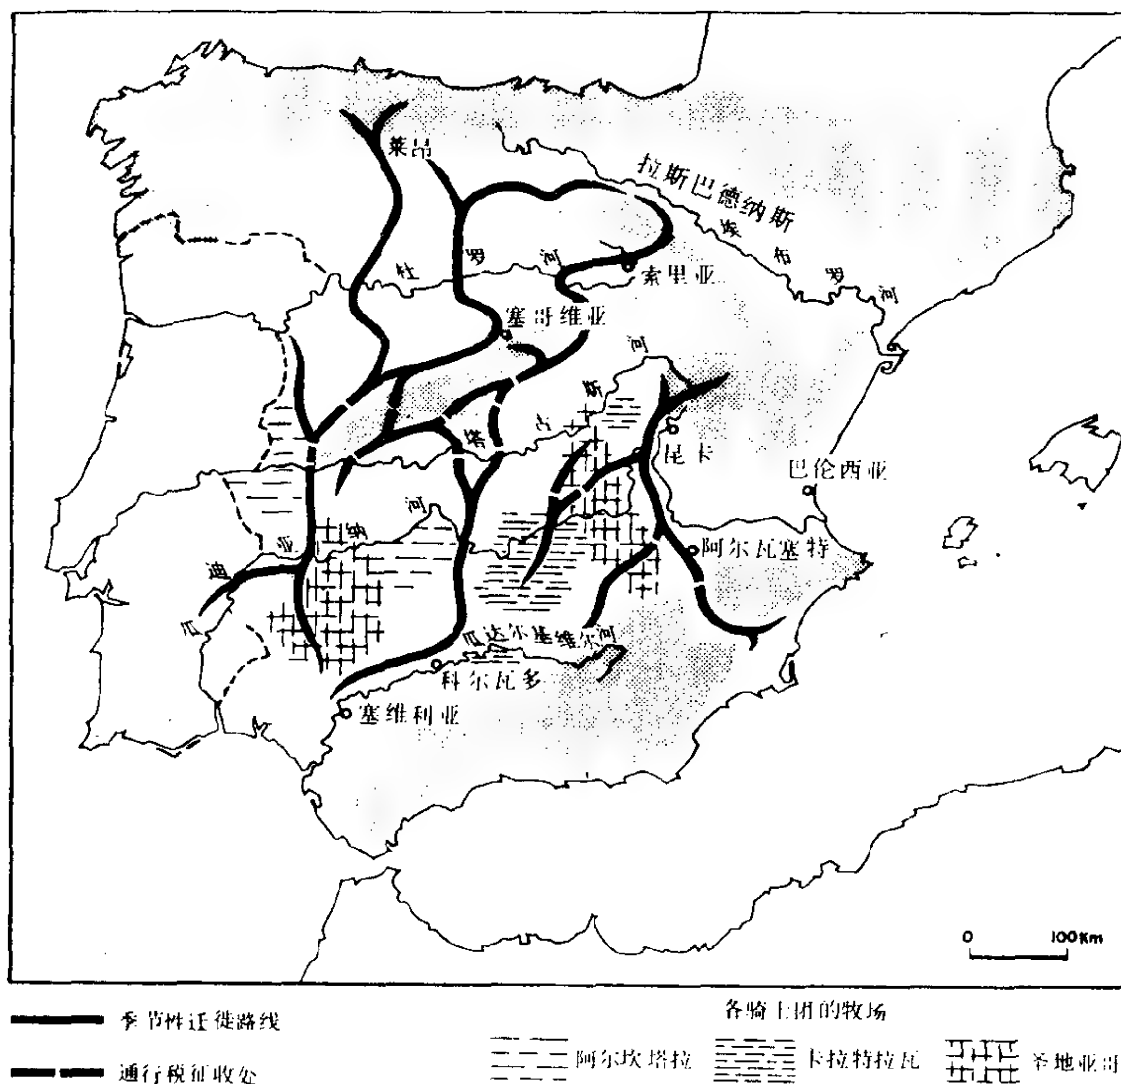 莱昂
拉斯巴德纳斯
埃布罗河
杜罗河
索里亚
塞哥维亚
塔古斯河
昆卡
巴伦西亚
瓜迪亚纳河
阿尔瓦塞特
瓜达尔基维尔河
科尔瓦多
塞维利亚
0 100Km
季节性迁徙路线
各骑士团的牧场
通行税征收处
阿尔坎塔拉
卡拉特拉瓦
圣地亚哥